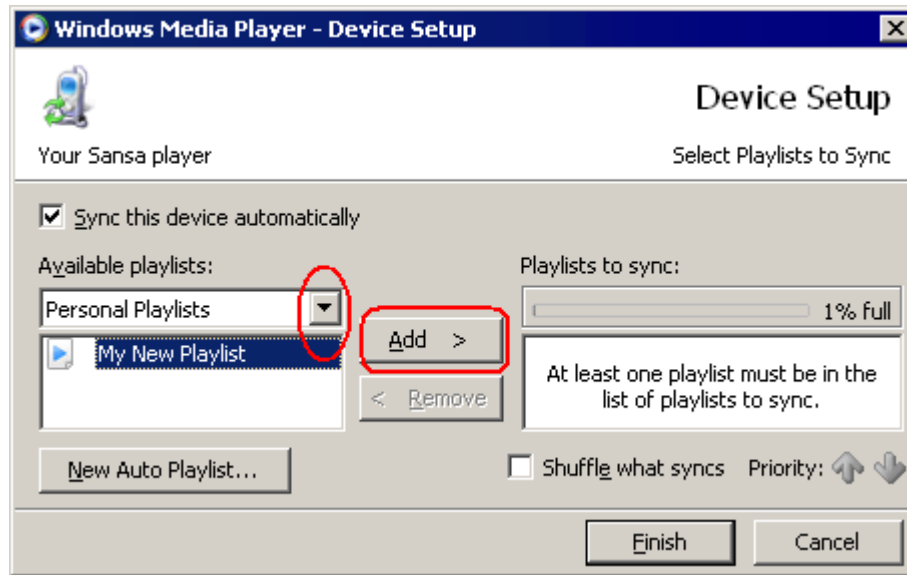 Windows Media Player - Device Setup
Device Setup
Your Sansa player
Select Playlists to Sync
Sync this device automatically
Available playlists:
Playlists to sync:
Personal Playlists
1% full
My New Playlist
Add >
At least one playlist must be in the
list of playlists to sync.
< Remove
New Auto Playlist...
Shuffle what syncs
Priority:
Finish
Cancel